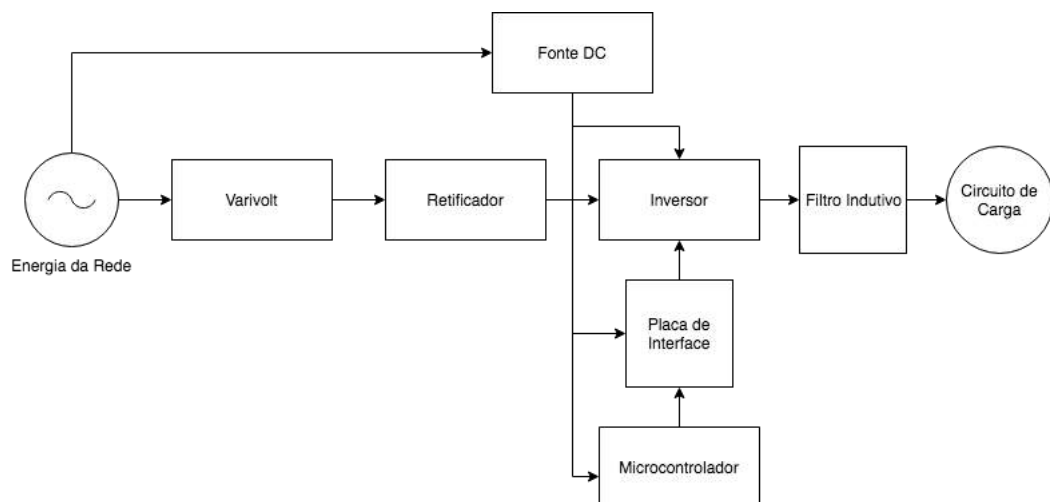 Fonte DC
Varivolt
Retificador
Inversor
Filtro Indutivo
Circuito de
Carga
Energia da Rede
Placa de
Interface
Microcontrolador